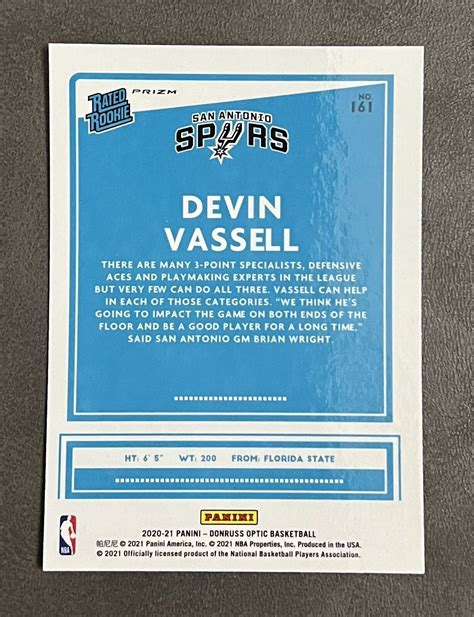 RATED
ROOKIE
PRIZM
NO.
161
SAN ANTONIO
SPURS
DEVIN
VASSELL
THERE ARE MANY 3-POINT SPECIALISTS, DEFENSIVE
ACES AND PLAYMAKING EXPERTS IN THE LEAGUE
BUT VERY FEW CAN DO ALL THREE. VASSELL CAN HELP
IN EACH OF THOSE CATEGORIES. "WE THINK HE'S
GOING TO IMPACT THE GAME ON BOTH ENDS OF THE
FLOOR AND BE A GOOD PLAYER FOR A LONG TIME,"
SAID SAN ANTONIO GM BRIAN WRIGHT.
HT: 6' 5" WT: 200 FROM: FLORIDA STATE
PANINI
NBA
2020-21 PANINI – DONRUSS OPTIC BASKETBALL
帕尼尼 © 2021 Panini America, Inc. © 2021 NBA Properties, Inc. Produced in the USA.
© 2021 Officially licensed product of the National Basketball Players Association.